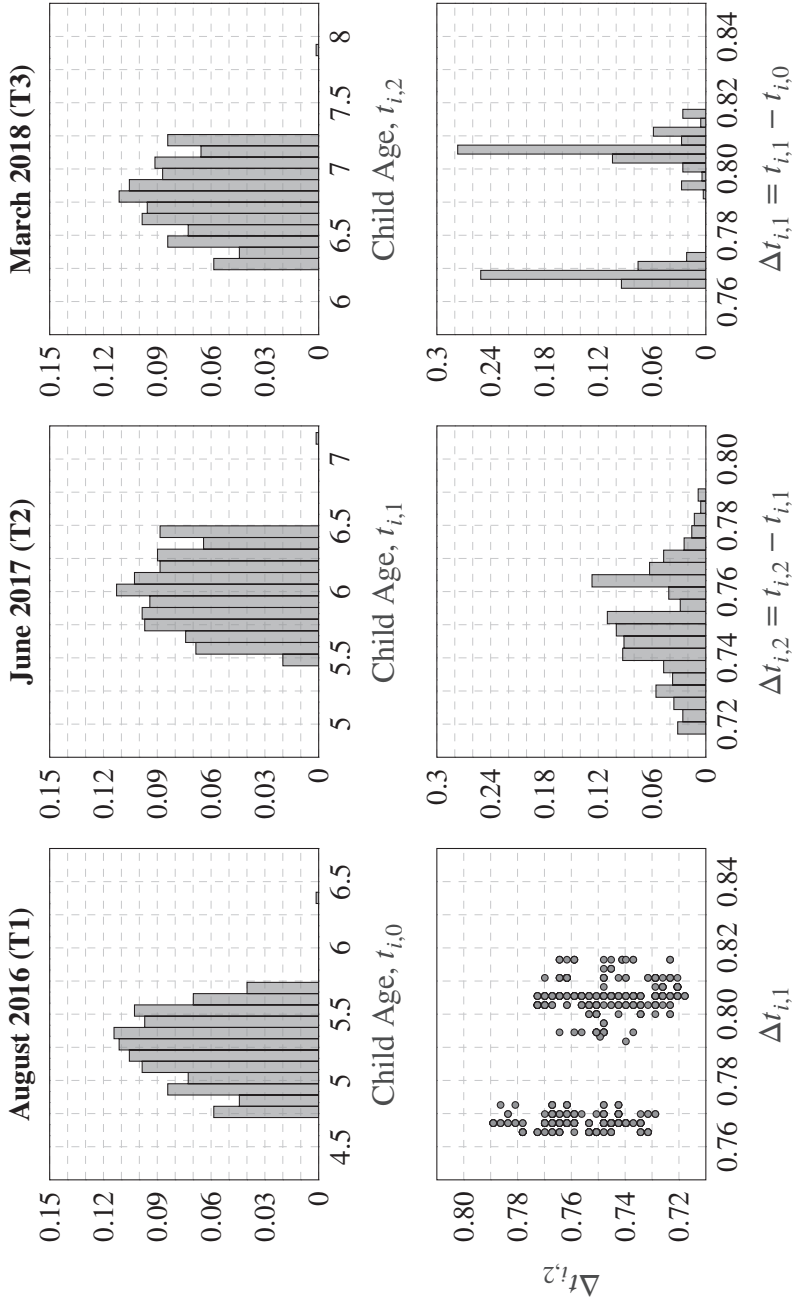 August 2016 (T1)
0.15
0.12
0.09
0.06
0.03
0
4.5 5 5.5 6 6.5
Child Age, t_{i,0}
June 2017 (T2)
0.15
0.12
0.09
0.06
0.03
0
5 5.5 6 6.5 7
Child Age, t_{i,1}
March 2018 (T3)
0.15
0.12
0.09
0.06
0.03
0
6 6.5 7 7.5 8
Child Age, t_{i,2}
Δt_{i,2}
0.80
0.78
0.76
0.74
0.72
0.76 0.78 0.80 0.82 0.84
Δt_{i,1}
0.3
0.24
0.18
0.12
0.06
0
0.72 0.74 0.76 0.78 0.80
Δt_{i,2} = t_{i,2} − t_{i,1}
0.3
0.24
0.18
0.12
0.06
0
0.76 0.78 0.80 0.82 0.84
Δt_{i,1} = t_{i,1} − t_{i,0}